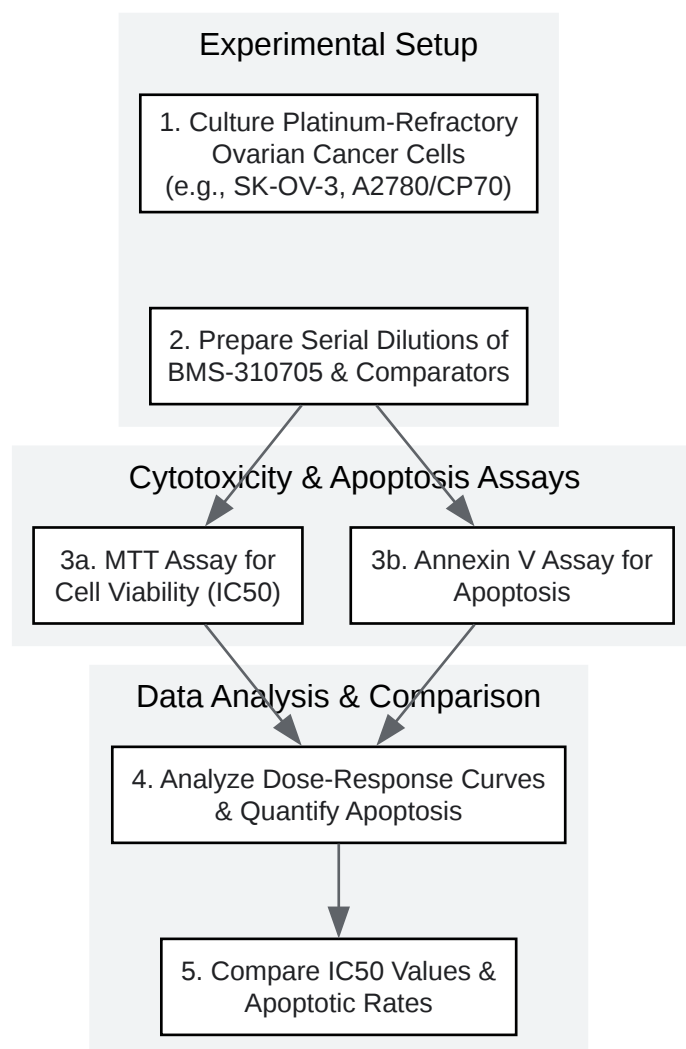 Experimental Setup
1. Culture Platinum-Refractory
Ovarian Cancer Cells
(e.g., SK-OV-3, A2780/CP70)
2. Prepare Serial Dilutions of
BMS-310705 & Comparators
Cytotoxicity & Apoptosis Assays
3a. MTT Assay for
Cell Viability (IC50)
3b. Annexin V Assay for
Apoptosis
Data Analysis & Comparison
4. Analyze Dose-Response Curves
& Quantify Apoptosis
5. Compare IC50 Values &
Apoptotic Rates